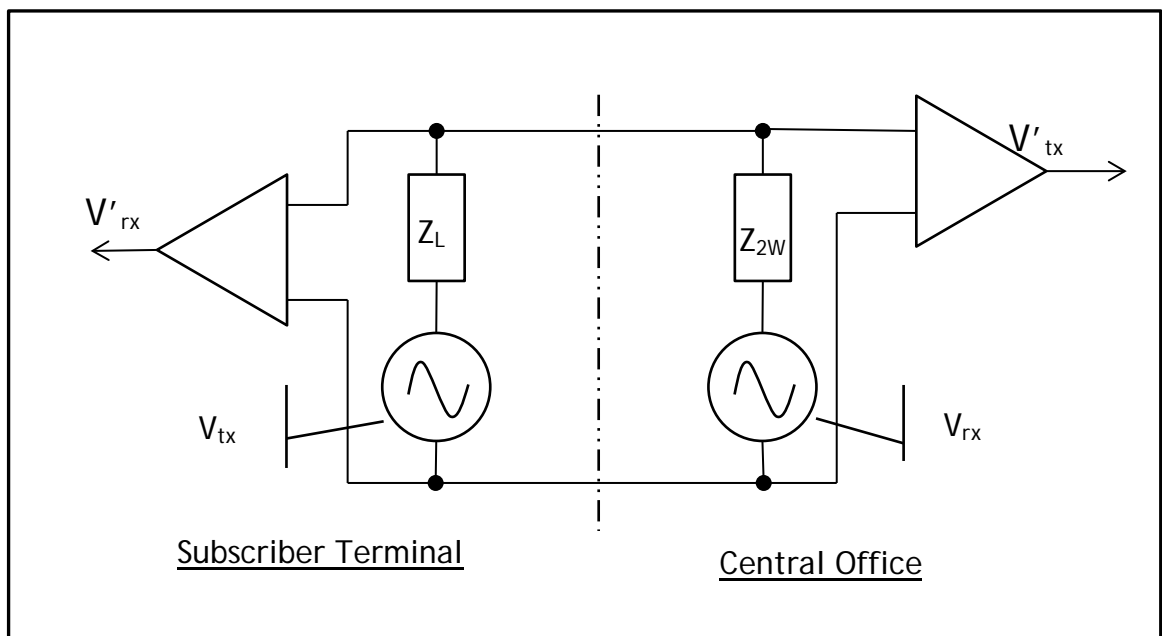 V'tx
V'rx
ZL
Z2W
Vtx
Vrx
Subscriber Terminal
Central Office